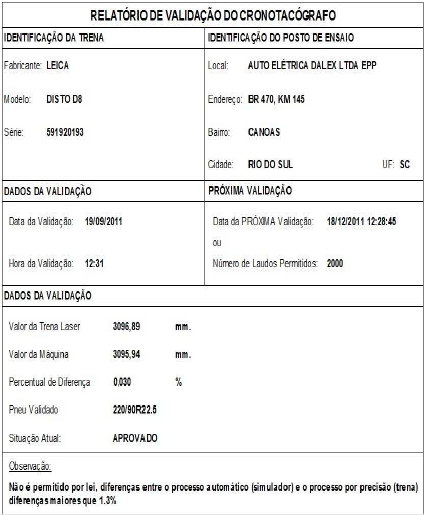 RELATÓRIO DE VALIDAÇÃO DO CRONOTACÓGRAFO
IDENTIFICAÇÃO DA TRENA
Fabricante: LEICA
Modelo: DISTO D8
Série: 591920193
IDENTIFICAÇÃO DO POSTO DE ENSAIO
Local: AUTO ELÉTRICA DALEX LTDA EPP
Endereço: BR 470, KM 145
Bairro: CANOAS
Cidade: RIO DO SUL UF: SC
DADOS DA VALIDAÇÃO
Data da Validação: 19/09/2011
Hora da Validação: 12:31
PRÓXIMA VALIDAÇÃO
Data da PRÓXIMA Validação: 18/12/2011 12:28:45
ou
Número de Laudos Permitidos: 2000
DADOS DA VALIDAÇÃO
Valor da Trena Laser 3096,89 mm.
Valor da Máquina 3095,94 mm.
Percentual de Diferença 0,030 %
Pneu Validado 220/90R22.5
Situação Atual: APROVADO
Observação:
Não é permitido por lei, diferenças entre o processo automático (simulador) e o processo por precisão (trena)
diferenças maiores que 1.3%